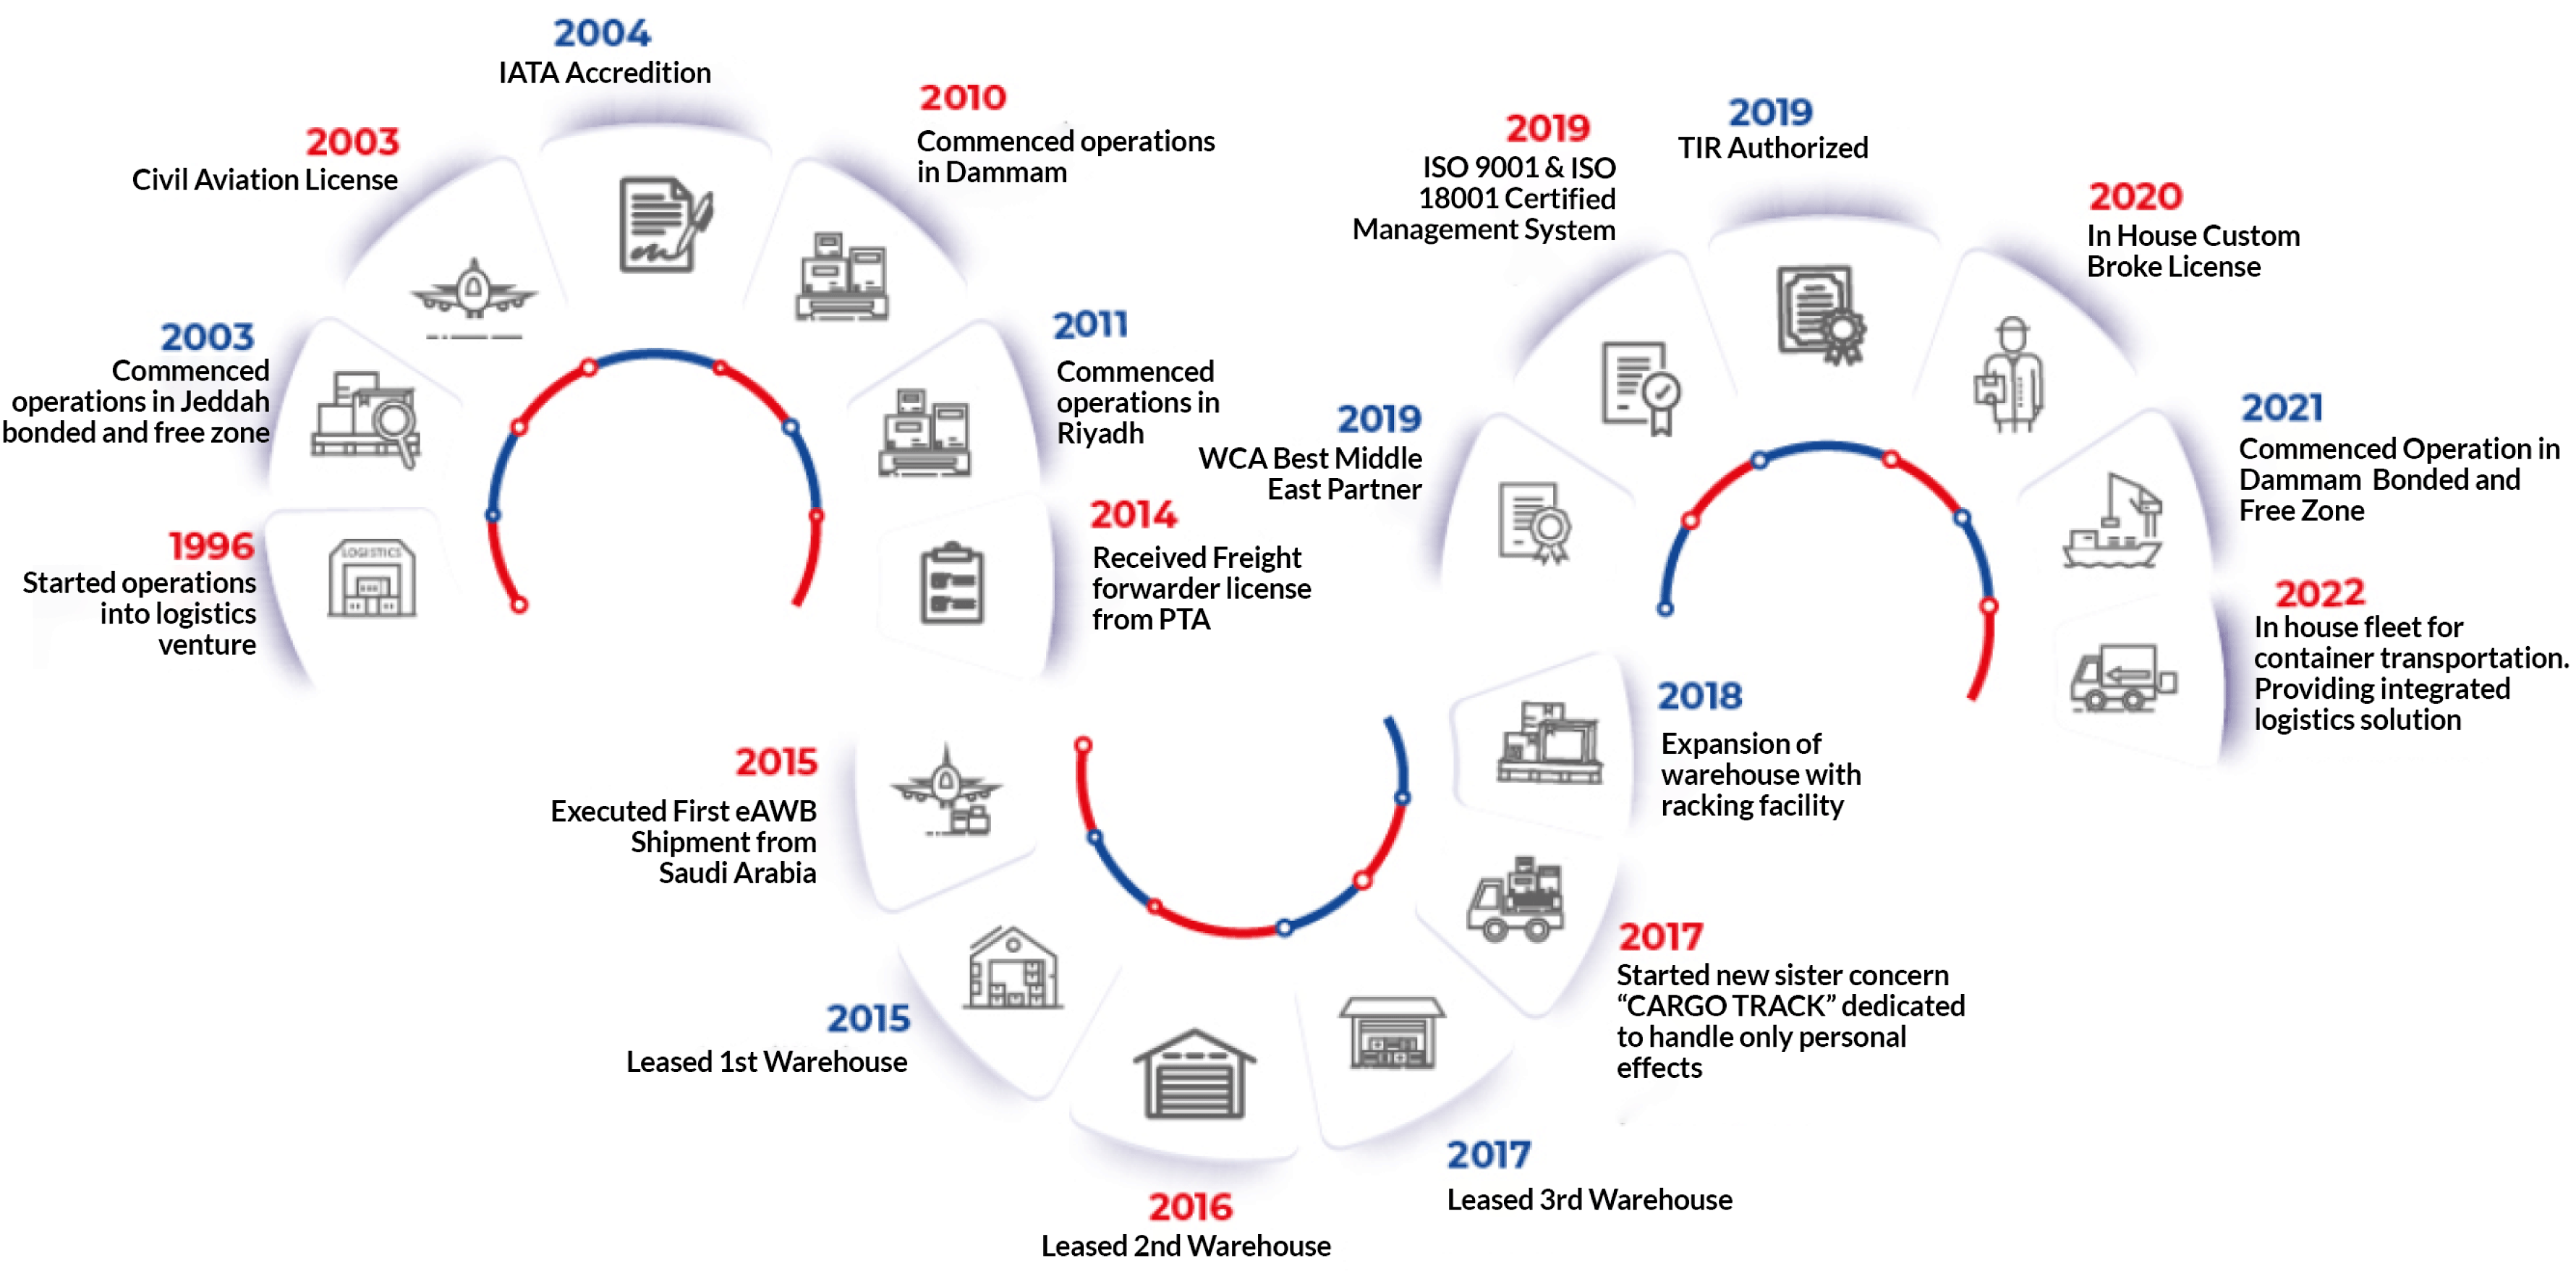 1996
Started operations
into logistics
venture
LOGISTICS
2003
Commenced
operations in Jeddah
bonded and free zone
2003
Civil Aviation License
2004
IATA Accredition
2010
Commenced operations
in Dammam
2011
Commenced
operations in
Riyadh
2014
Received Freight
forwarder license
from PTA
2015
Executed First eAWB
Shipment from
Saudi Arabia
2015
Leased 1st Warehouse
2016
Leased 2nd Warehouse
2017
Leased 3rd Warehouse
2017
Started new sister concern
“CARGO TRACK” dedicated
to handle only personal
effects
2018
Expansion of
warehouse with
racking facility
2019
WCA Best Middle
East Partner
2019
ISO 9001 & ISO
18001 Certified
Management System
2019
TIR Authorized
2020
In House Custom
Broke License
2021
Commenced Operation in
Dammam Bonded and
Free Zone
2022
In house fleet for
container transportation.
Providing integrated
logistics solution